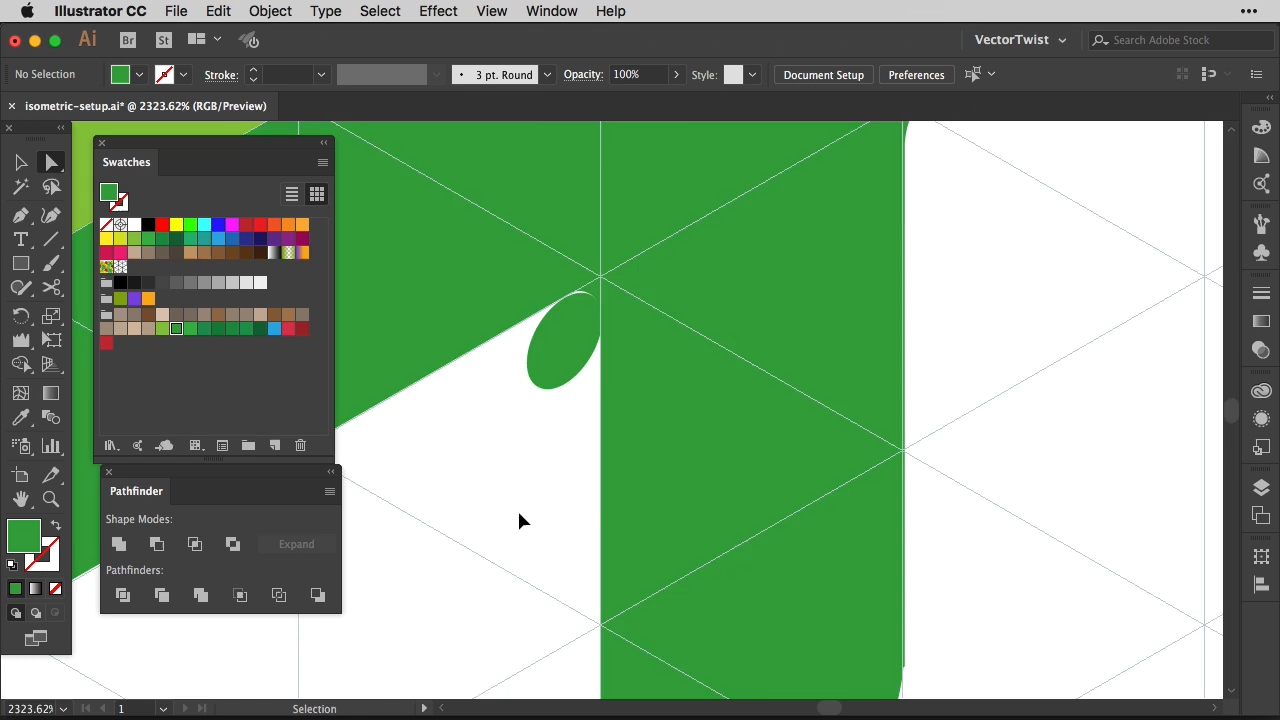 Illustrator CC File Edit Object Type Select Effect View Window Help
Ai Br St VectorTwist Search Adobe Stock
No Selection Stroke: 3 pt. Round Opacity: 100% Style: Document Setup Preferences
isometric-setup.ai* @ 2323.62% (RGB/Preview)
Swatches
Pathfinder
Shape Modes:
Expand
Pathfinders:
2323.62% 1 Selection